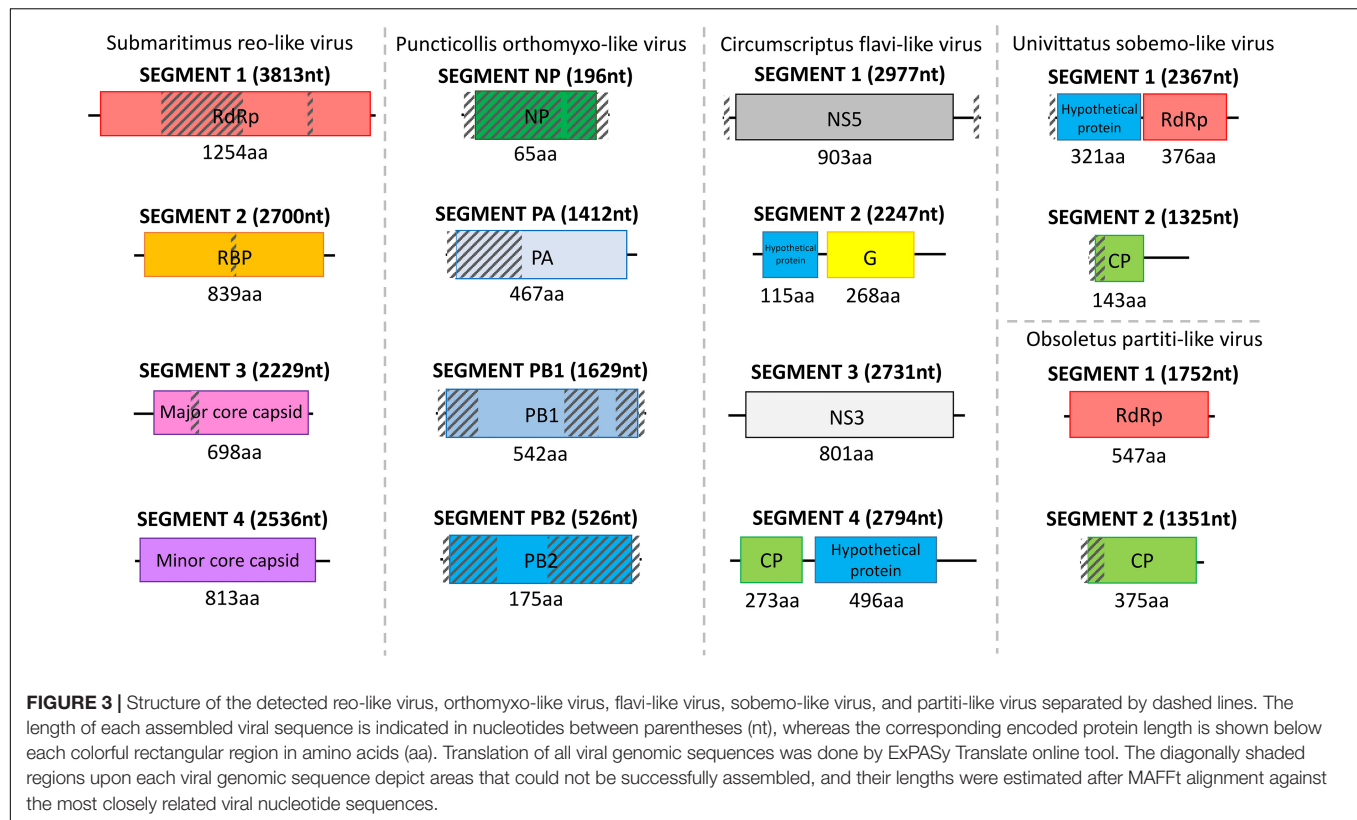 Submaritimus reo-like virus
SEGMENT 1 (3813nt)
RdRp
1254aa
SEGMENT 2 (2700nt)
RBP
839aa
SEGMENT 3 (2229nt)
Major core capsid
698aa
SEGMENT 4 (2536nt)
Minor core capsid
813aa
Puncticollis orthomyxo-like virus
SEGMENT NP (196nt)
NP
65aa
SEGMENT PA (1412nt)
PA
467aa
SEGMENT PB1 (1629nt)
PB1
542aa
SEGMENT PB2 (526nt)
PB2
175aa
Circumscriptus flavi-like virus
SEGMENT 1 (2977nt)
NS5
903aa
SEGMENT 2 (2247nt)
Hypothetical
protein
G
115aa 268aa
SEGMENT 3 (2731nt)
NS3
801aa
SEGMENT 4 (2794nt)
CP
Hypothetical
protein
273aa 496aa
Univittatus sobemo-like virus
SEGMENT 1 (2367nt)
Hypothetical
protein
RdRp
321aa 376aa
SEGMENT 2 (1325nt)
CP
143aa
Obsoletus partiti-like virus
SEGMENT 1 (1752nt)
RdRp
547aa
SEGMENT 2 (1351nt)
CP
375aa
FIGURE 3 | Structure of the detected reo-like virus, orthomyxo-like virus, flavi-like virus, sobemo-like virus, and partiti-like virus separated by dashed lines. The
length of each assembled viral sequence is indicated in nucleotides between parentheses (nt), whereas the corresponding encoded protein length is shown below
each colorful rectangular region in amino acids (aa). Translation of all viral genomic sequences was done by ExPASy Translate online tool. The diagonally shaded
regions upon each viral genomic sequence depict areas that could not be successfully assembled, and their lengths were estimated after MAFFt alignment against
the most closely related viral nucleotide sequences.